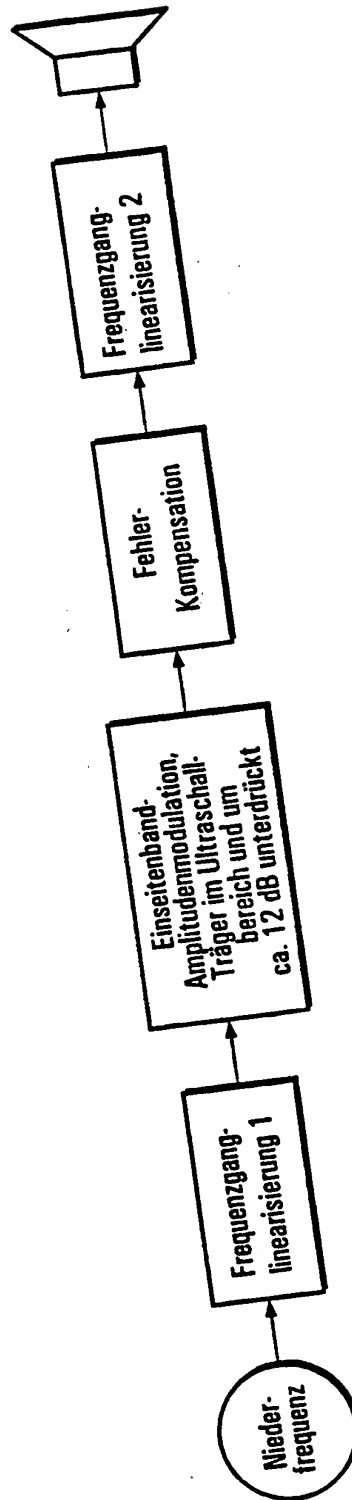 Nieder-
frequenz
Frequenzgang-
linearisierung 1
Einseitenband-
Amplitudenmodulation,
Träger im Ultraschall-
bereich und um
ca. 12 dB unterdrückt
Fehler-
Kompensation
Frequenzgang-
linearisierung 2